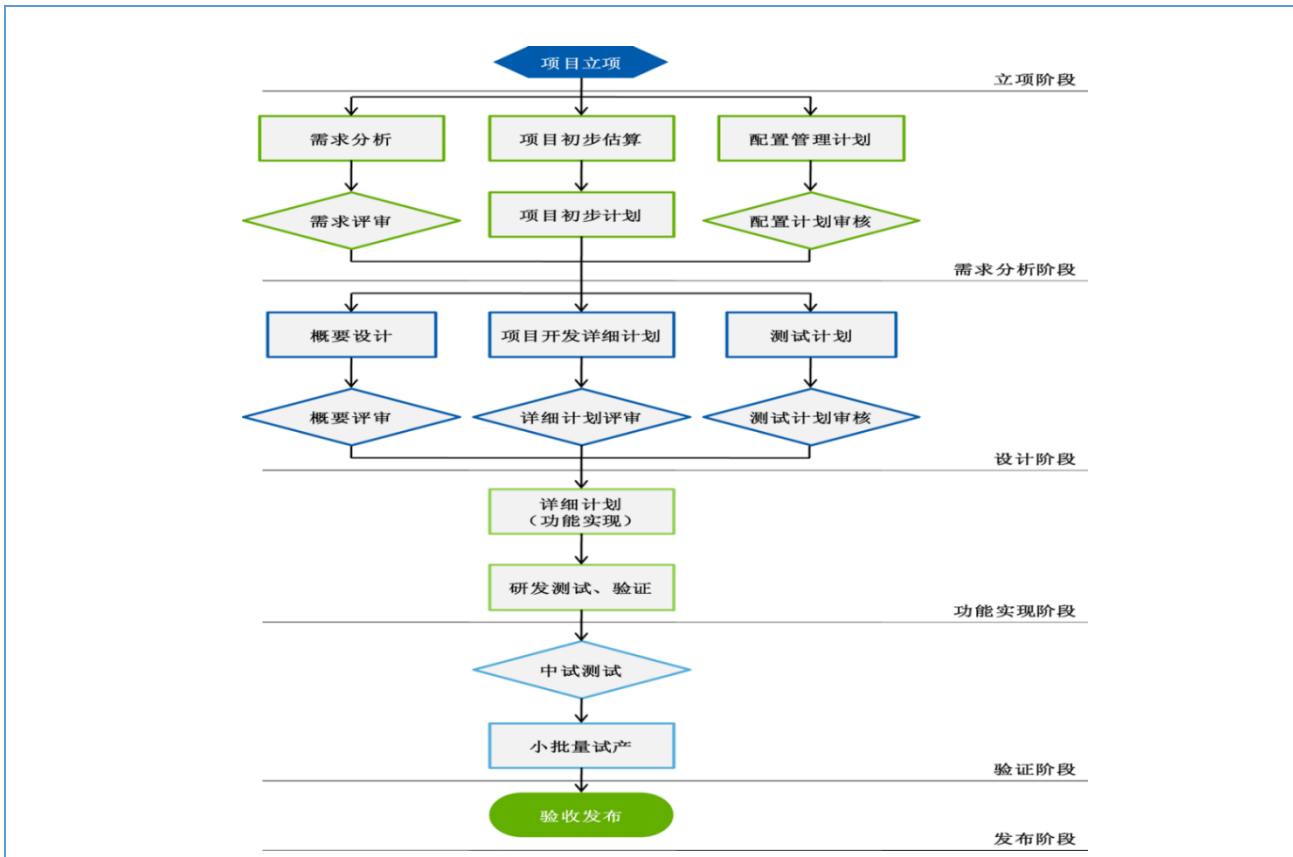 项目立项
立项阶段
需求分析
项目初步估算
配置管理计划
需求评审
项目初步计划
配置计划审核
需求分析阶段
概要设计
项目开发详细计划
测试计划
概要评审
详细计划评审
测试计划审核
设计阶段
详细计划
（功能实现）
研发测试、验证
功能实现阶段
中试测试
小批量试产
验证阶段
验收发布
发布阶段